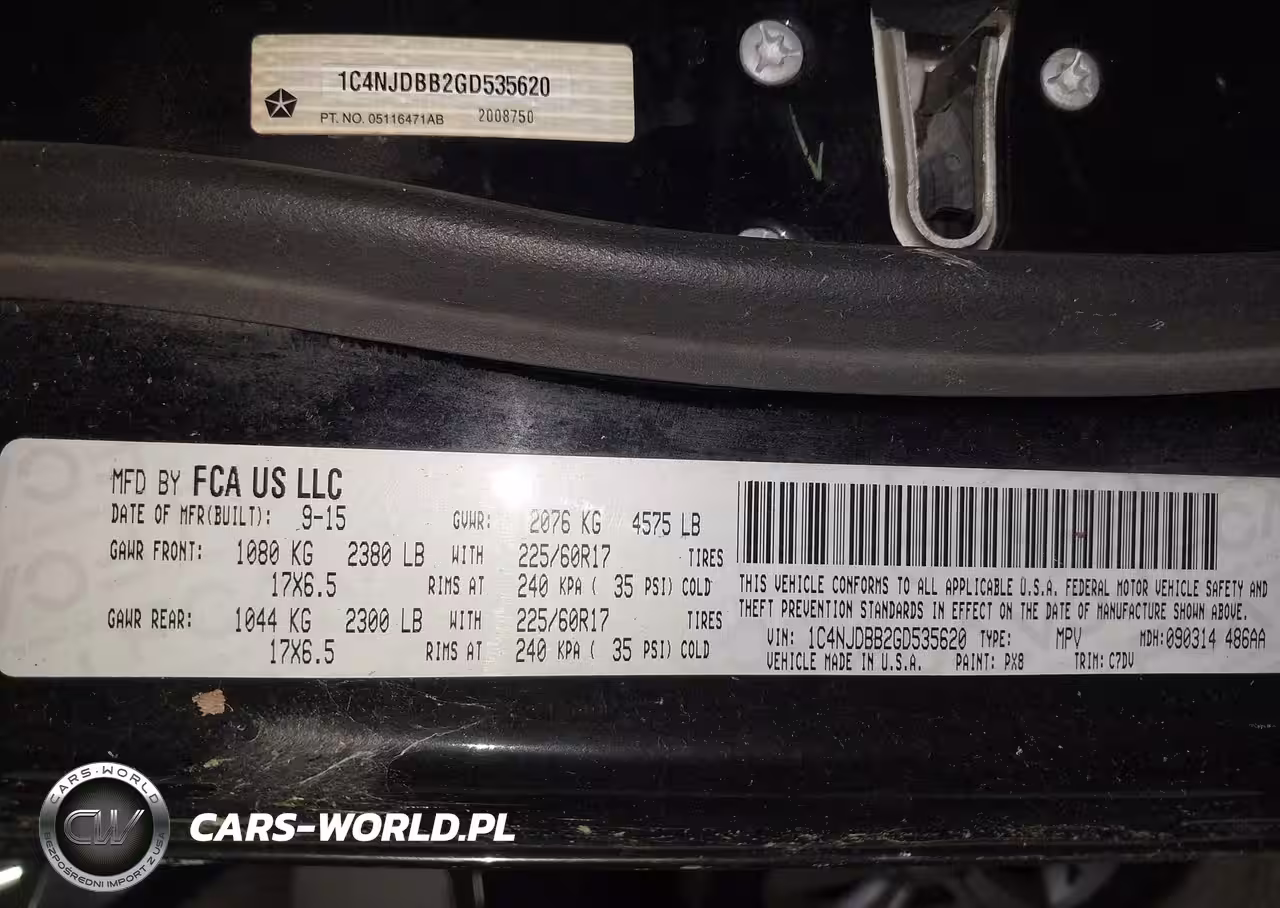 1C4NJDBB2GD535620
PT. NO. 05116471AB 2008750
MFD BY FCA US LLC
DATE OF MFR(BUILT): 9-15 GVWR: 2076 KG 4575 LB
GAWR FRONT: 1080 KG 2380 LB WITH 225/60R17 TIRES
17X6.5 RIMS AT 240 KPA ( 35 PSI) COLD
GAWR REAR: 1044 KG 2300 LB WITH 225/60R17 TIRES
17X6.5 RIMS AT 240 KPA ( 35 PSI) COLD
THIS VEHICLE CONFORMS TO ALL APPLICABLE U.S.A. FEDERAL MOTOR VEHICLE SAFETY AND
THEFT PREVENTION STANDARDS IN EFFECT ON THE DATE OF MANUFACTURE SHOWN ABOVE.
VIN: 1C4NJDBB2GD535620 TYPE: MPV MDH: 090314 486AA
VEHICLE MADE IN U.S.A. PAINT: PX8 TRIM: C7DV
CARS-WORLD
CW
BEZPOŚREDNI IMPORT Z USA
CARS-WORLD.PL